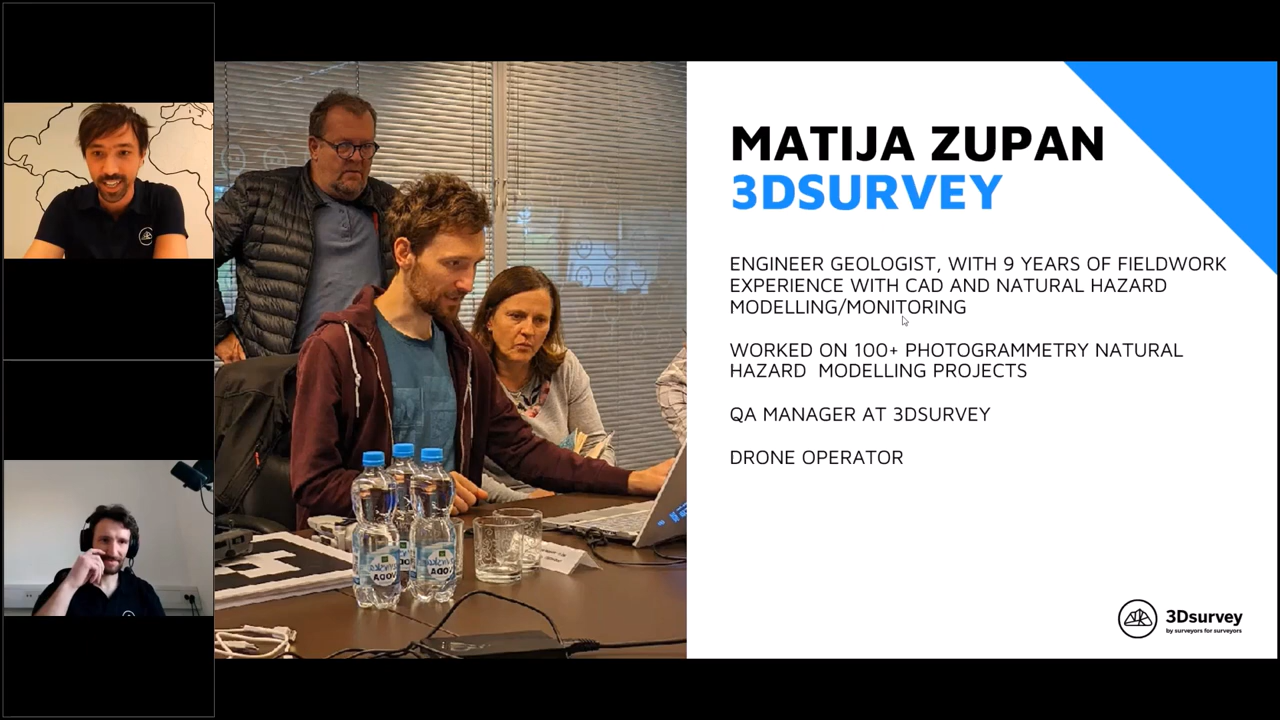 MATIJA ZUPAN
3DSURVEY
ENGINEER GEOLOGIST, WITH 9 YEARS OF FIELDWORK
EXPERIENCE WITH CAD AND NATURAL HAZARD
MODELLING/MONITORING
WORKED ON 100+ PHOTOGRAMMETRY NATURAL
HAZARD MODELLING PROJECTS
QA MANAGER AT 3DSURVEY
DRONE OPERATOR
3Dsurvey
by surveyors for surveyors